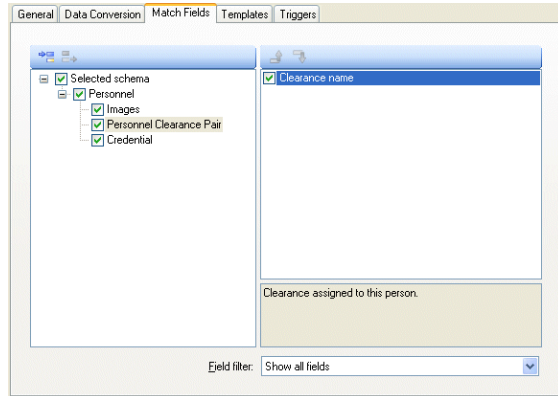 General Data Conversion Match Fields Templates Triggers
Selected schema
Personnel
Images
Personnel Clearance Pair
Credential
Clearance name
Clearance assigned to this person.
Field filter: Show all fields